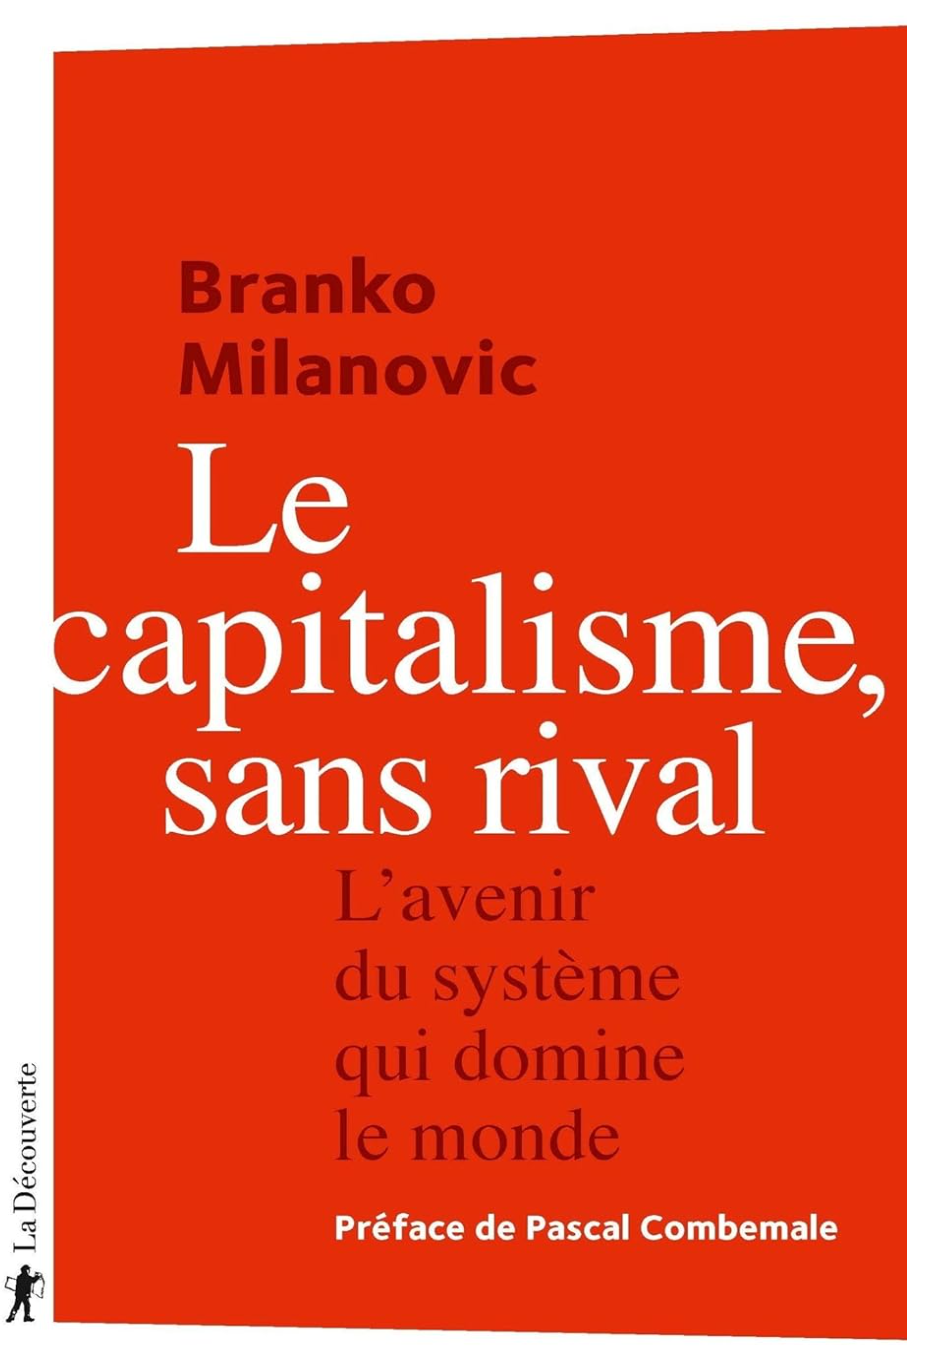 Branko
Milanovic
Le
capitalisme,
sans rival
L'avenir
du système
qui domine
le monde
Préface de Pascal Combemale
La Découverte